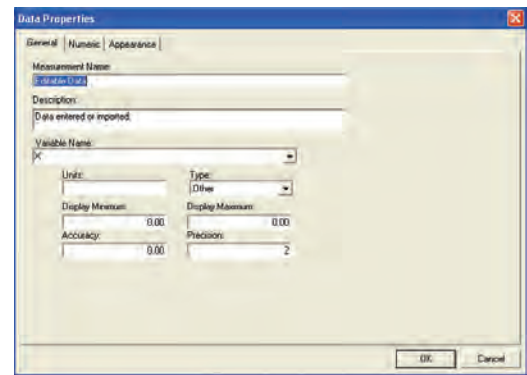 Data Properties
General Numeric Appearance
Measurement Name:
Editable Data
Description:
Data entered or imported.
Variable Name:
X
Units: Type:
Other
Display Minimum: Display Maximum:
0.00 0.00
Accuracy: Precision:
0.00 2
OK Cancel